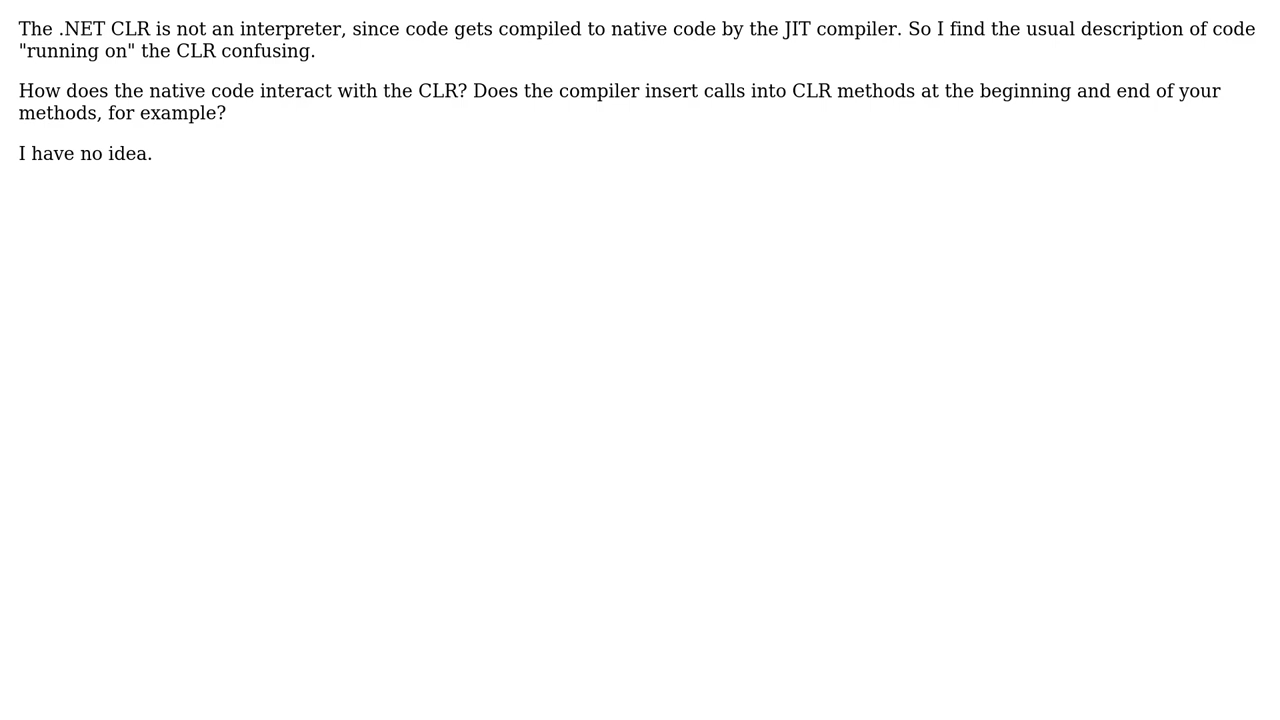 The .NET CLR is not an interpreter, since code gets compiled to native code by the JIT compiler. So I find the usual description of code
"running on" the CLR confusing.
How does the native code interact with the CLR? Does the compiler insert calls into CLR methods at the beginning and end of your
methods, for example?
I have no idea.